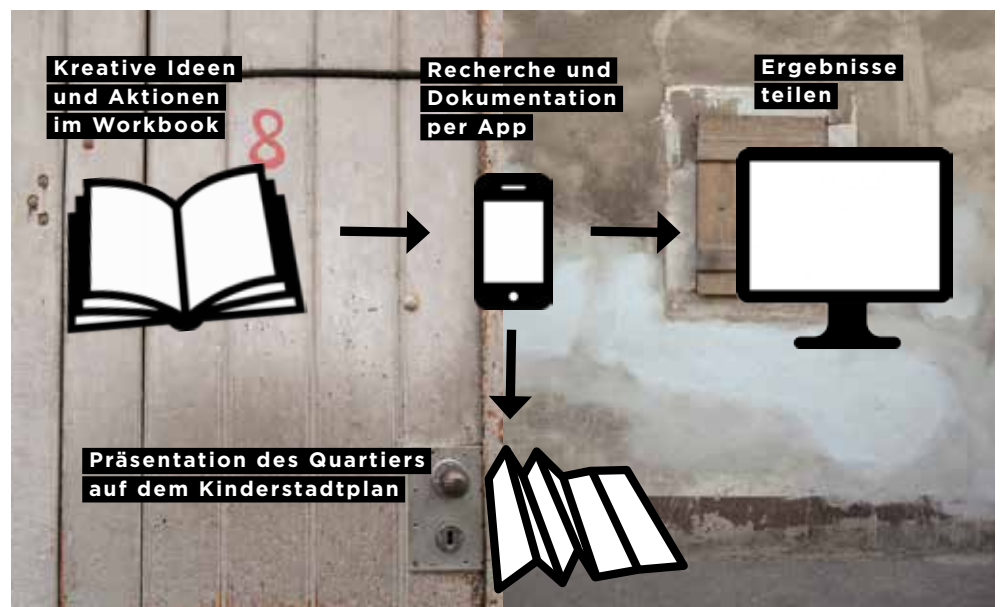 Kreative Ideen
und Aktionen
im Workbook
8
Recherche und
Dokumentation
per App
Ergebnisse
teilen
Präsentation des Quartiers
auf dem Kinderstadtplan